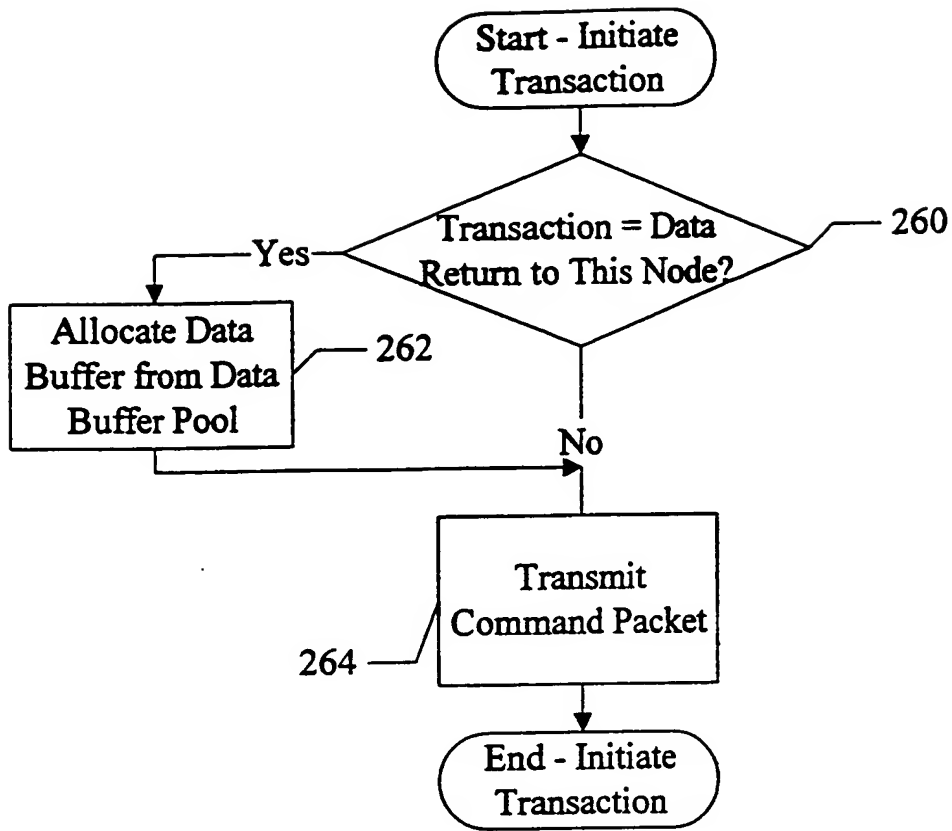 Start - Initiate
Transaction
Transaction = Data
Return to This Node?
260
Yes
Allocate Data
Buffer from Data
Buffer Pool
262
No
Transmit
Command Packet
264
End - Initiate
Transaction